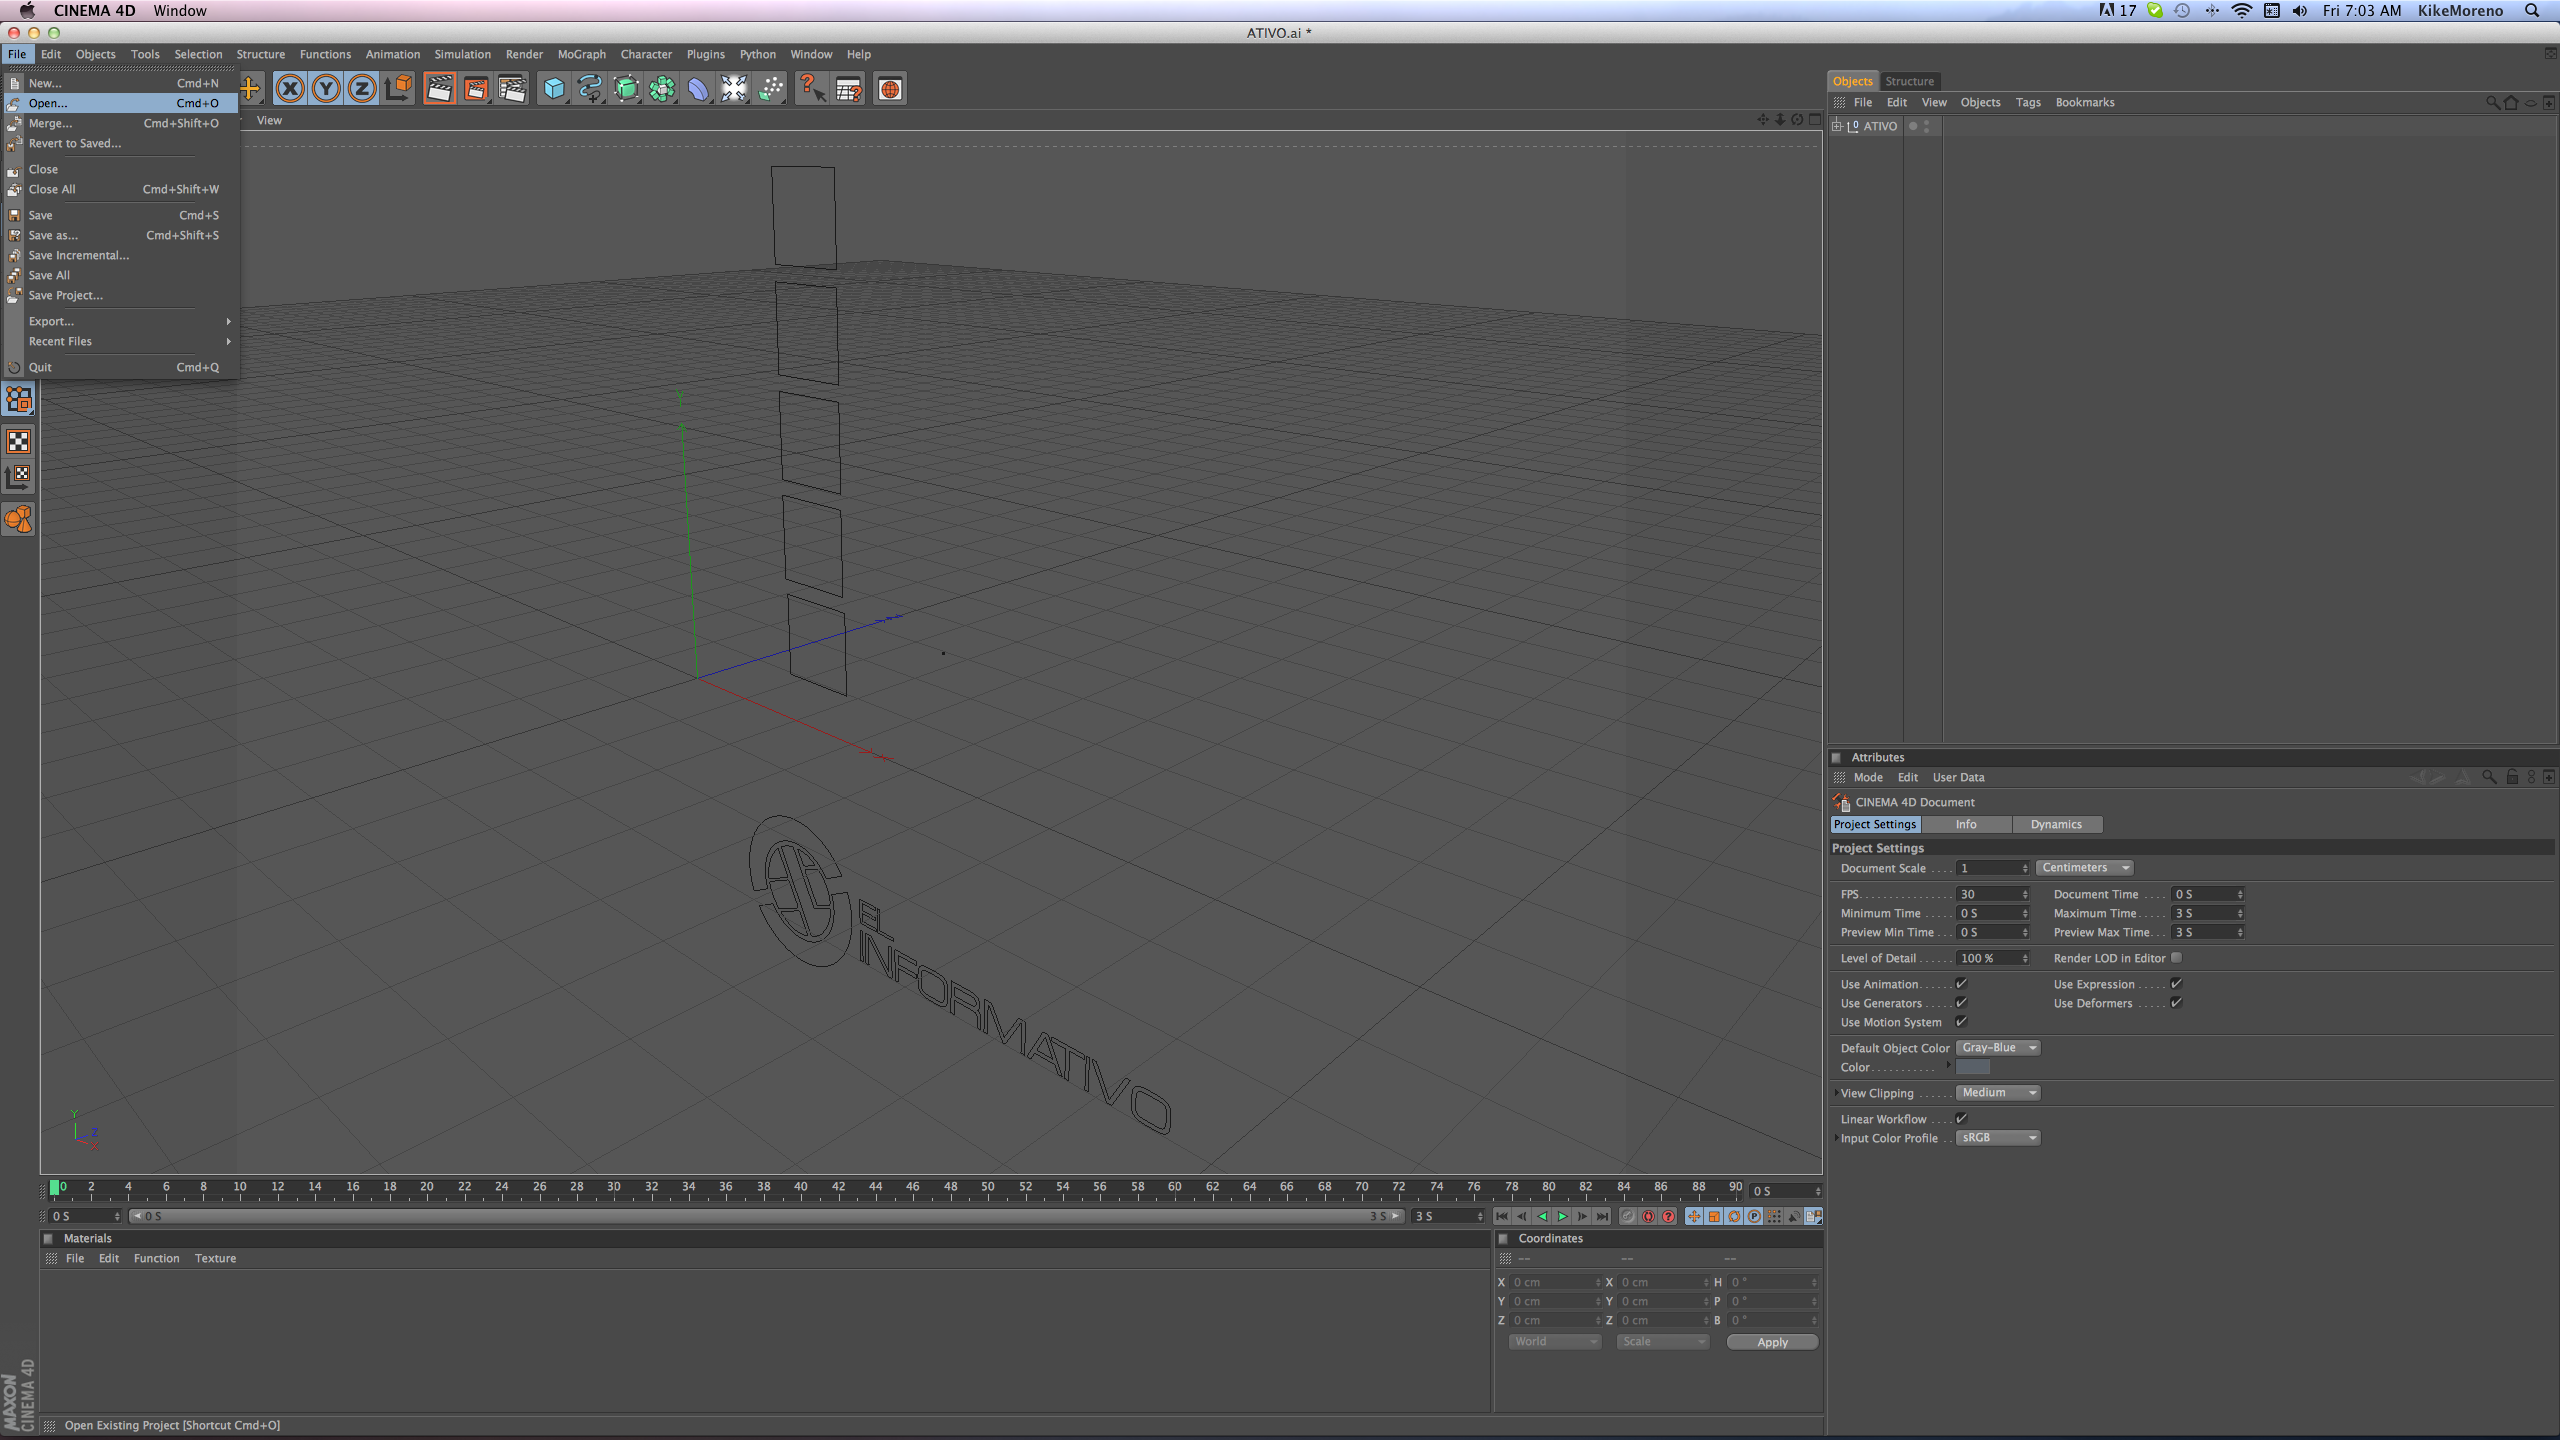 CINEMA 4D Window
17 Fri 7:03 AM KikeMoreno
ATIVO.ai *
File Edit Objects Tools Selection Structure Functions Animation Simulation Render MoGraph Character Plugins Python Window Help
New... Cmd+N
Open... Cmd+O
Merge... Cmd+Shift+O
Revert to Saved...
Close
Close All Cmd+Shift+W
Save Cmd+S
Save as... Cmd+Shift+S
Save Incremental...
Save All
Save Project...
Export...
Recent Files
Quit Cmd+Q
X Y Z
View
Y
EL
INFORMATIVO
Y
Z
X
Objects Structure
File Edit View Objects Tags Bookmarks
ATIVO
Attributes
Mode Edit User Data
CINEMA 4D Document
Project Settings Info Dynamics
Project Settings
Document Scale .... 1 Centimeters
FPS.............. 30 Document Time .. 0 S
Minimum Time ..... 0 S Maximum Time..... 3 S
Preview Min Time ... 0 S Preview Max Time... 3 S
Level of Detail ..... 100 % Render LOD in Editor
Use Animation...... Use Expression .....
Use Generators ..... Use Deformers .....
Use Motion System
Default Object Color Gray-Blue
Color...........
View Clipping ...... Medium
Linear Workflow ....
Input Color Profile .. sRGB
0 2 4 6 8 10 12 14 16 18 20 22 24 26 28 30 32 34 36 38 40 42 44 46 48 50 52 54 56 58 60 62 64 66 68 70 72 74 76 78 80 82 84 86 88 90 0 S
0 S 0 S 3 S 3 S
Materials
File Edit Function Texture
Coordinates
-- -- --
X 0 cm X 0 cm H 0 °
Y 0 cm Y 0 cm P 0 °
Z 0 cm Z 0 cm B 0 °
World Scale Apply
MAXON
CINEMA 4D
Open Existing Project [Shortcut Cmd+O]